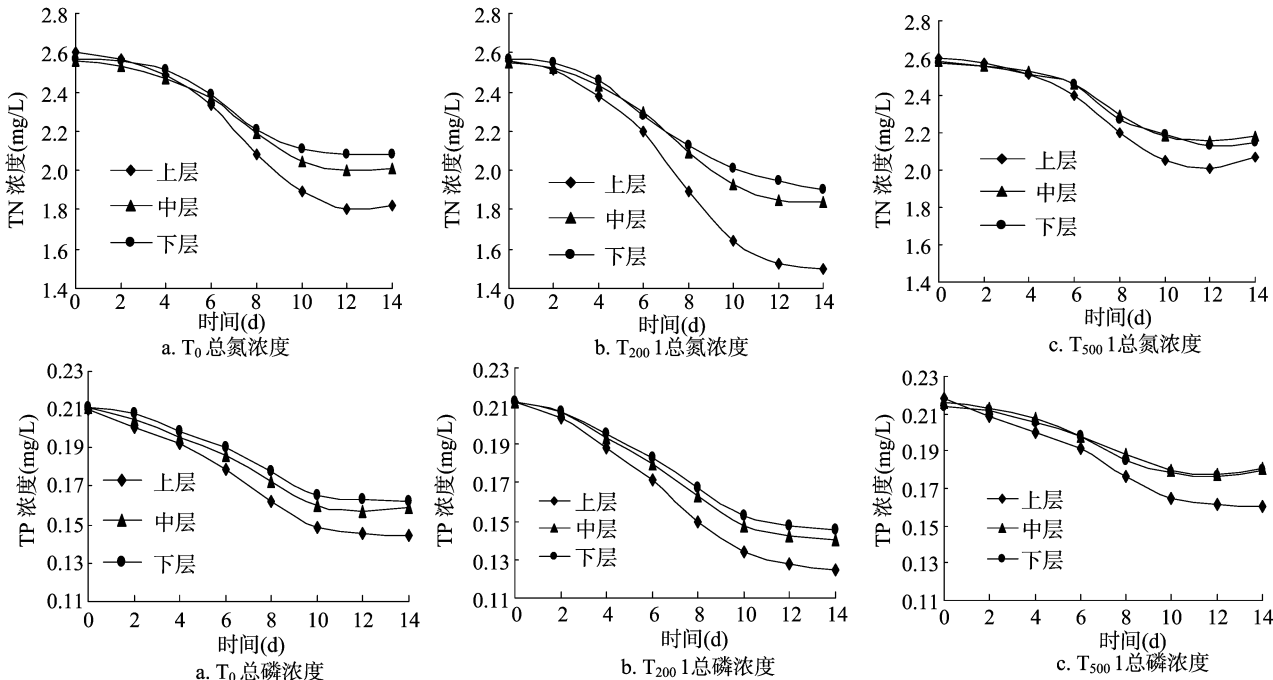 2.8
2.6
2.4
2.2
2.0
1.8
1.6
1.4
TN 浓度(mg/L)
上层
中层
下层
0 2 4 6 8 10 12 14
时间(d)
a. T0 总氮浓度
2.8
2.6
2.4
2.2
2.0
1.8
1.6
1.4
TN 浓度(mg/L)
上层
中层
下层
0 2 4 6 8 10 12 14
时间(d)
b. T200 1总氮浓度
2.8
2.6
2.4
2.2
2.0
1.8
1.6
1.4
TN 浓度(mg/L)
上层
中层
下层
0 2 4 6 8 10 12 14
时间(d)
c. T500 1总氮浓度
0.23
0.21
0.19
0.17
0.15
0.13
0.11
TP 浓度(mg/L)
上层
中层
下层
0 2 4 6 8 10 12 14
时间(d)
a. T0 总磷浓度
0.23
0.21
0.19
0.17
0.15
0.13
0.11
TP 浓度(mg/L)
上层
中层
下层
0 2 4 6 8 10 12 14
时间(d)
b. T200 1总磷浓度
0.23
0.21
0.19
0.17
0.15
0.13
0.11
TP 浓度(mg/L)
上层
中层
下层
0 2 4 6 8 10 12 14
时间(d)
c. T500 1总磷浓度